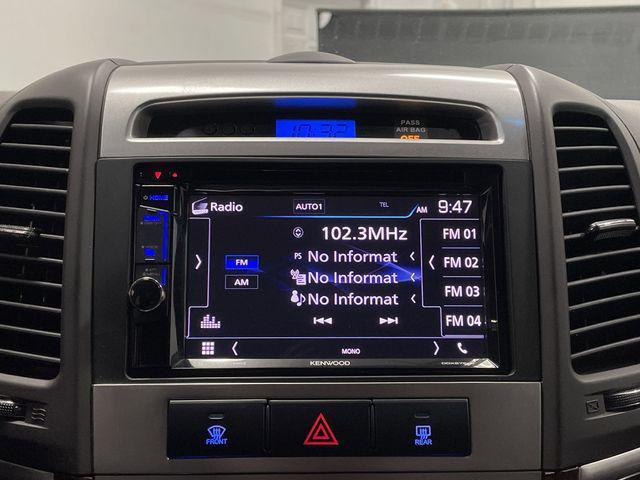 10:32
PASS
AIR BAG
OFF
HOME
Radio
AUTO1
TEL
AM 9:47
102.3MHz
FM 01
PS No Informat
FM
FM 02
No Informat
AM
FM 03
No Informat
FM 04
MONO
KENWOOD
FRONT
REAR